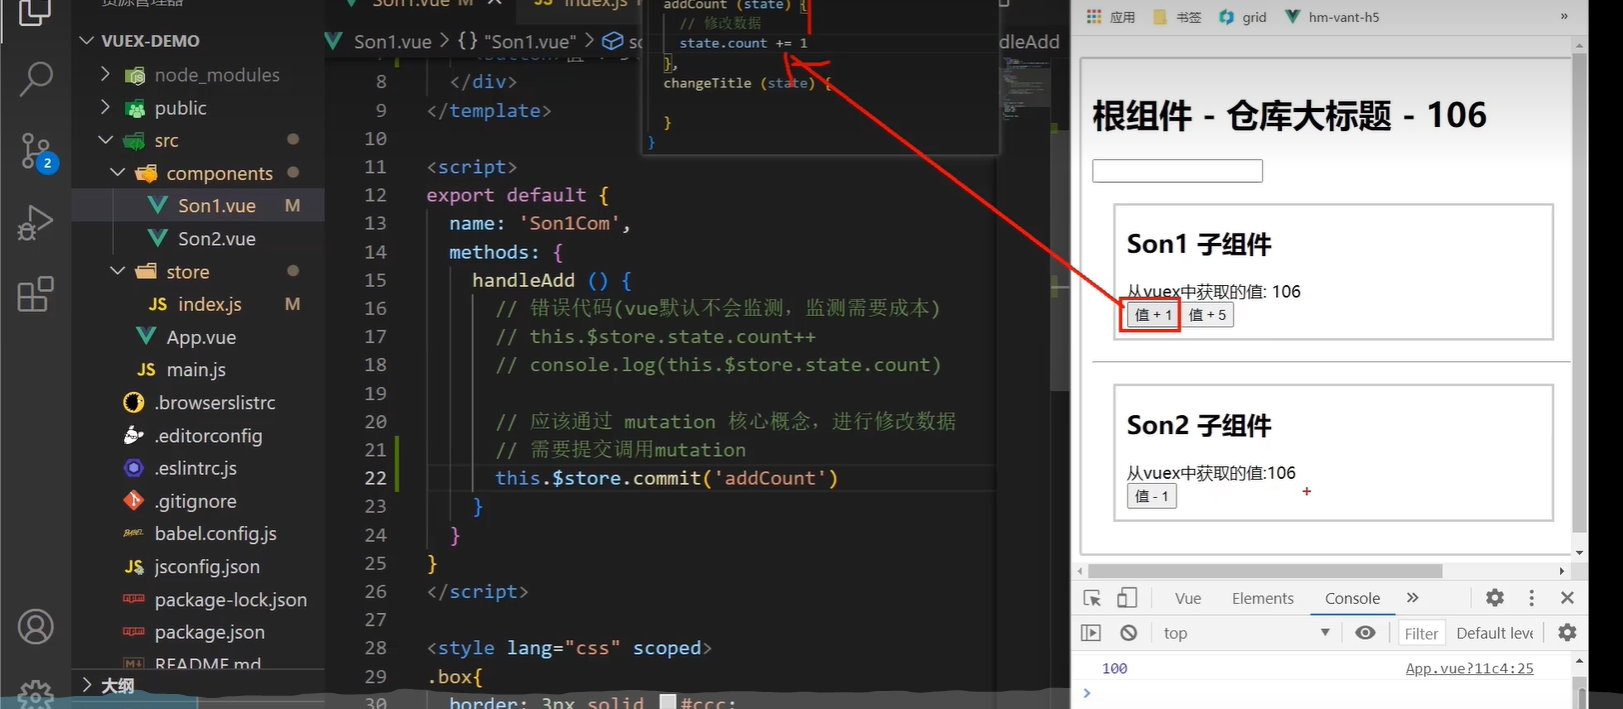 资源管理器
VUEX-DEMO
node_modules
public
src
components
Son1.vue M
Son2.vue
store
JS index.js M
App.vue
JS main.js
.browserslistrc
.editorconfig
.eslintrc.js
.gitignore
babel.config.js
jsconfig.json
package-lock.json
package.json
README.md
大纲
2
Son1.vue M
JS index.js
Son1.vue > {} "Son1.vue" >
dleAdd
8 </div>
9 </template>
10
11 <script>
12 export default {
13 name: 'Son1Com',
14 methods: {
15 handleAdd () {
16 // 错误代码(vue默认不会监测，监测需要成本)
17 // this.$store.state.count++
18 // console.log(this.$store.state.count)
19
20 // 应该通过 mutation 核心概念，进行修改数据
21 // 需要提交调用mutation
22 this.$store.commit('addCount')
23 }
24 }
25 }
26 </script>
27
28 <style lang="css" scoped>
29 .box{
30 border: 3px solid #ccc;
addCount (state) {
// 修改数据
state.count += 1
},
changeTitle (state) {
}
}
应用 书签 grid hm-vant-h5 »
根组件 - 仓库大标题 - 106
Son1 子组件
从vuex中获取的值: 106
值 + 1 值 + 5
Son2 子组件
从vuex中获取的值:106
值 - 1
Vue Elements Console »
top Filter Default leve
100 App.vue?11c4:25